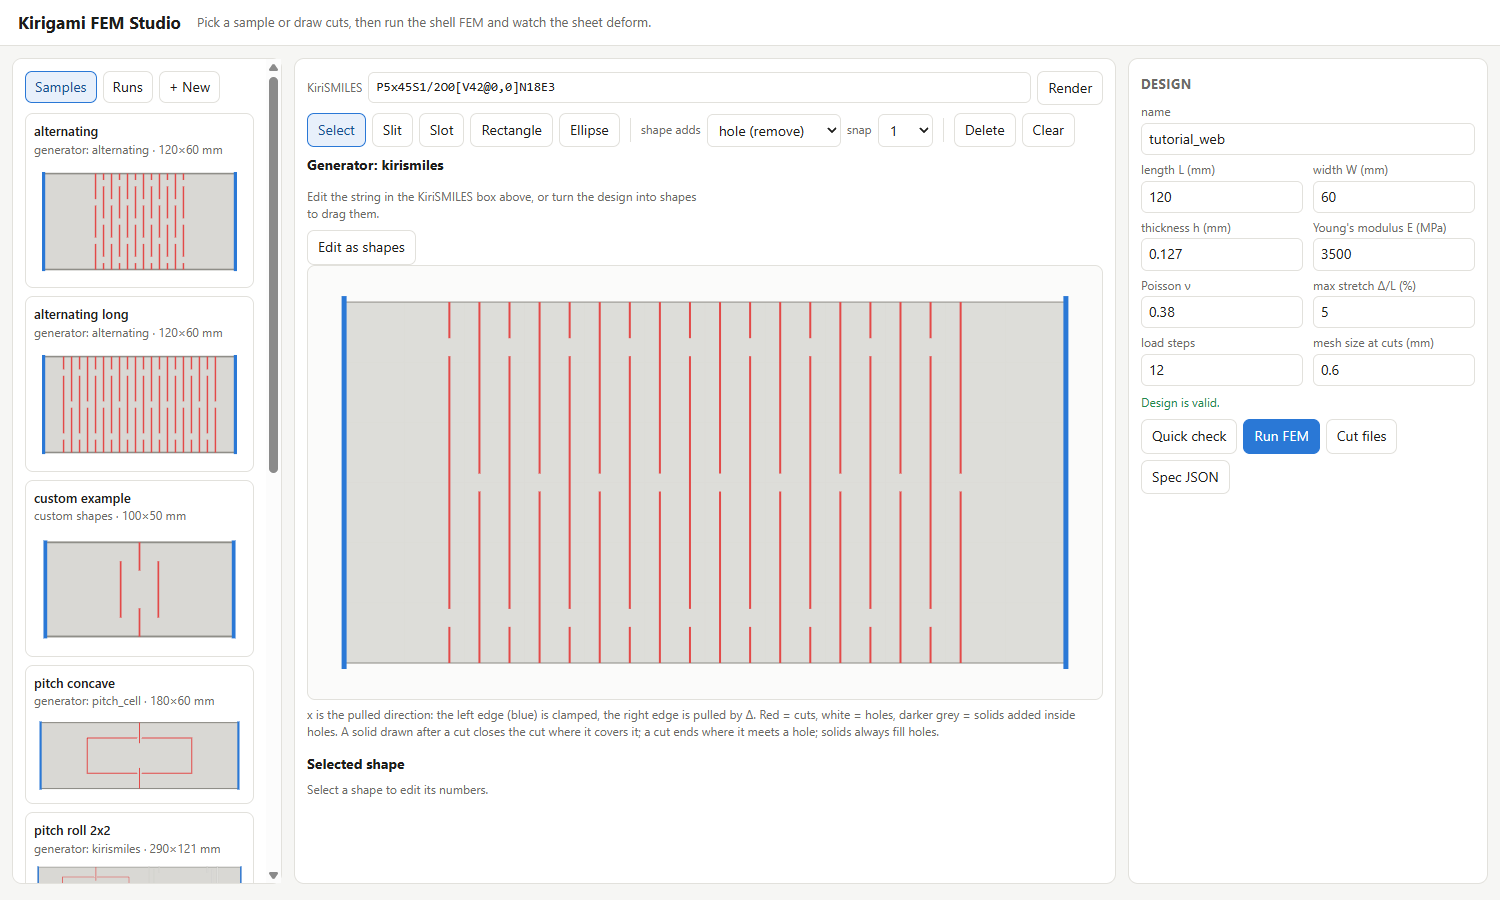 Kirigami FEM Studio
Pick a sample or draw cuts, then run the shell FEM and watch the sheet deform.
Samples
Runs
+ New
alternating
generator: alternating · 120×60 mm
alternating long
generator: alternating · 120×60 mm
custom example
custom shapes · 100×50 mm
pitch concave
generator: pitch_cell · 180×60 mm
pitch roll 2x2
generator: kirismiles · 290×121 mm
KiriSMILES
P5x45S1/2O0[V42@0,0]N18E3
Render
Select
Slit
Slot
Rectangle
Ellipse
shape adds
hole (remove)
snap
1
Delete
Clear
Generator: kirismiles
Edit the string in the KiriSMILES box above, or turn the design into shapes
to drag them.
Edit as shapes
x is the pulled direction: the left edge (blue) is clamped, the right edge is pulled by Δ. Red = cuts, white = holes, darker grey = solids added inside
holes. A solid drawn after a cut closes the cut where it covers it; a cut ends where it meets a hole; solids always fill holes.
Selected shape
Select a shape to edit its numbers.
DESIGN
name
tutorial_web
length L (mm)
width W (mm)
120
60
thickness h (mm)
Young's modulus E (MPa)
0.127
3500
Poisson ν
max stretch Δ/L (%)
0.38
5
load steps
mesh size at cuts (mm)
12
0.6
Design is valid.
Quick check
Run FEM
Cut files
Spec JSON